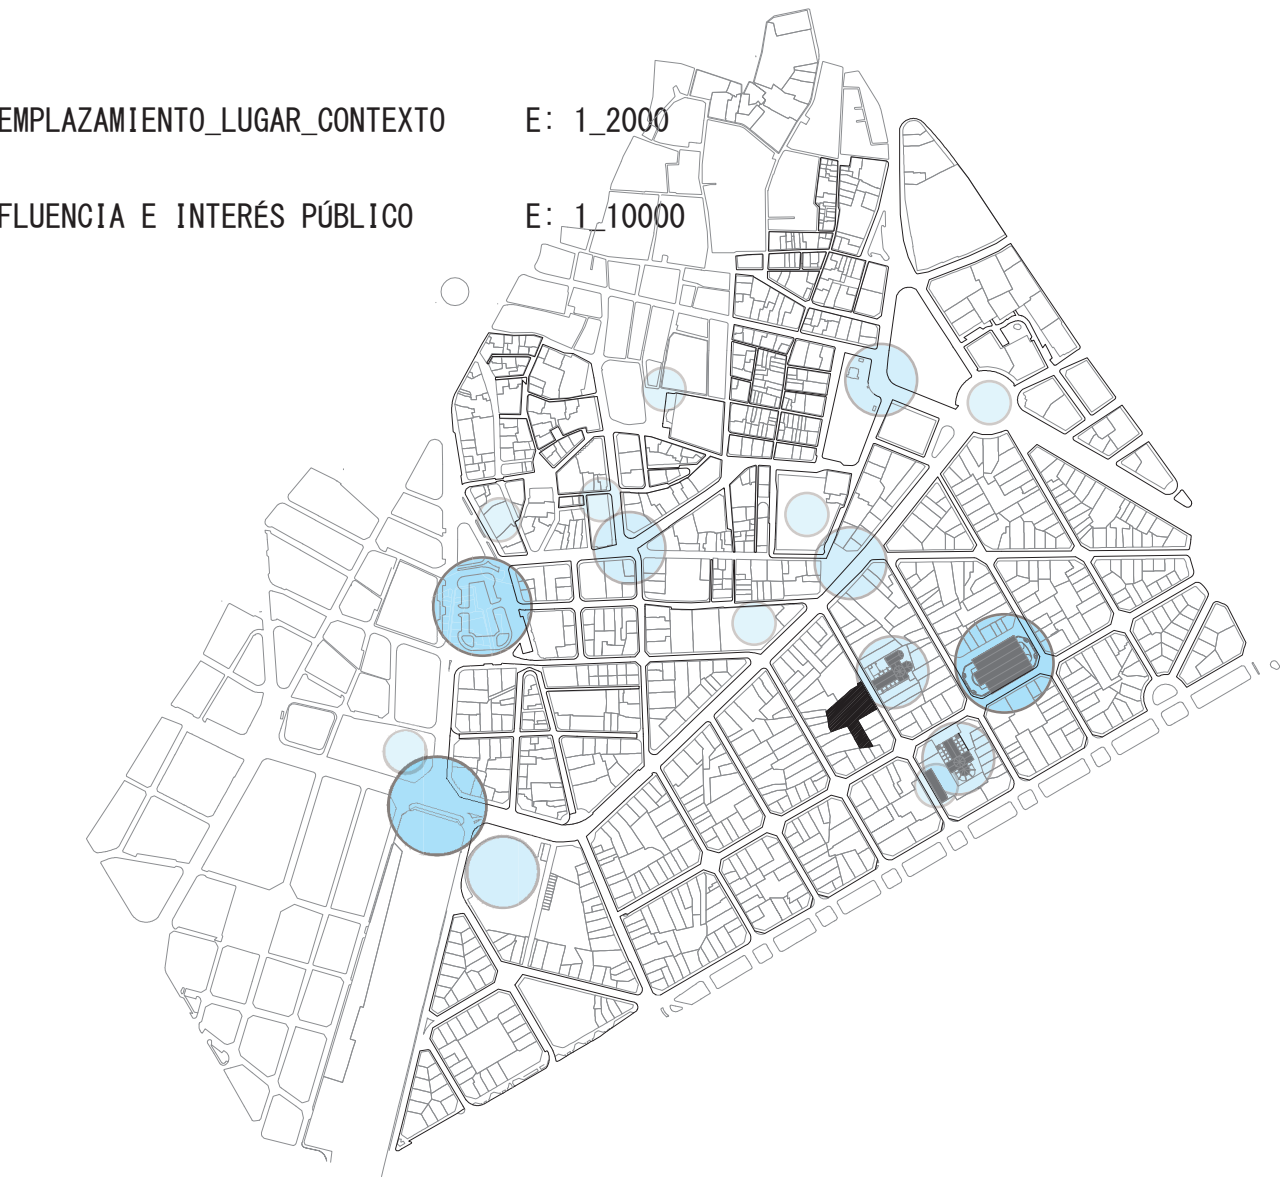 EMPLAZAMIENTO_LUGAR_CONTEXTO E: 1_2000
FLUENCIA E INTERÉS PÚBLICO E: 1_10000